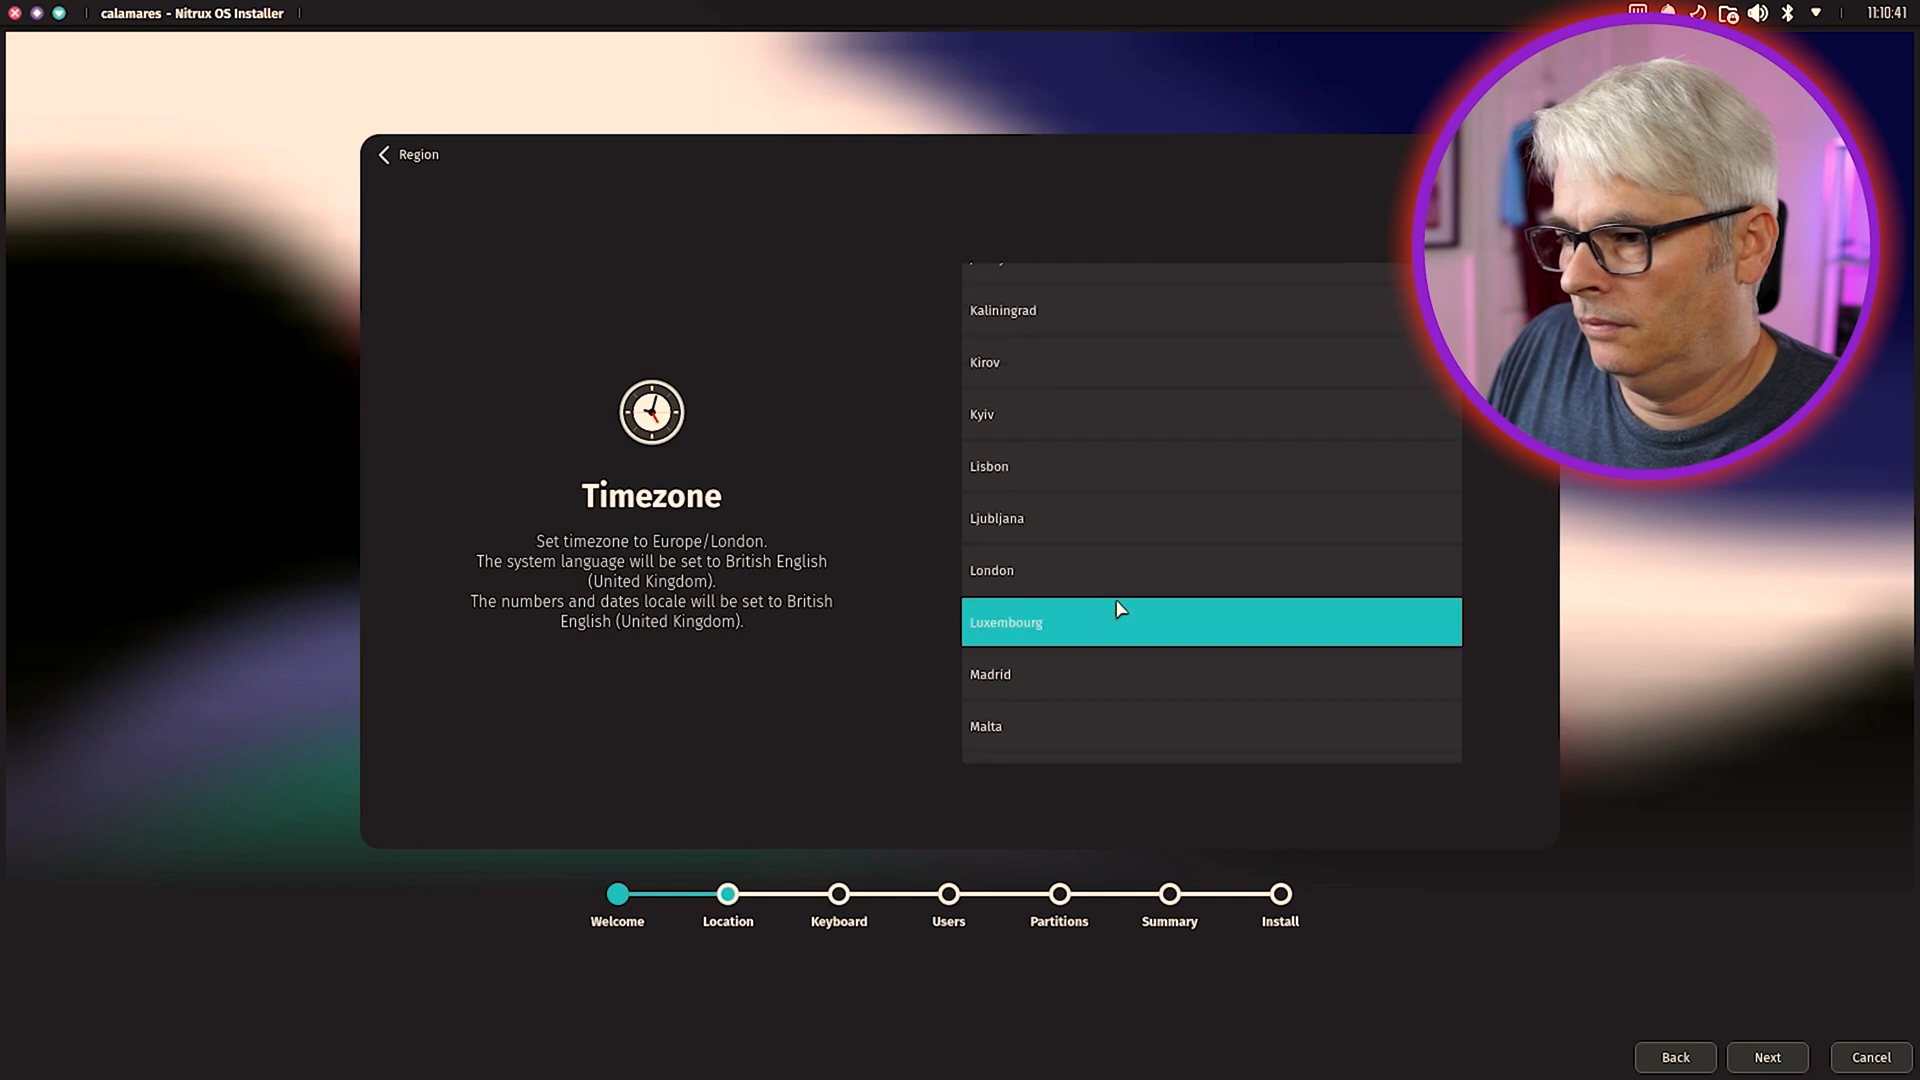 calamares - Nitrux OS Installer
11:10:41
Region
Kaliningrad
Kirov
Kyiv
Lisbon
Ljubljana
London
Luxembourg
Madrid
Malta
Timezone
Set timezone to Europe/London.
The system language will be set to British English
(United Kingdom).
The numbers and dates locale will be set to British
English (United Kingdom).
Welcome
Location
Keyboard
Users
Partitions
Summary
Install
Back
Next
Cancel